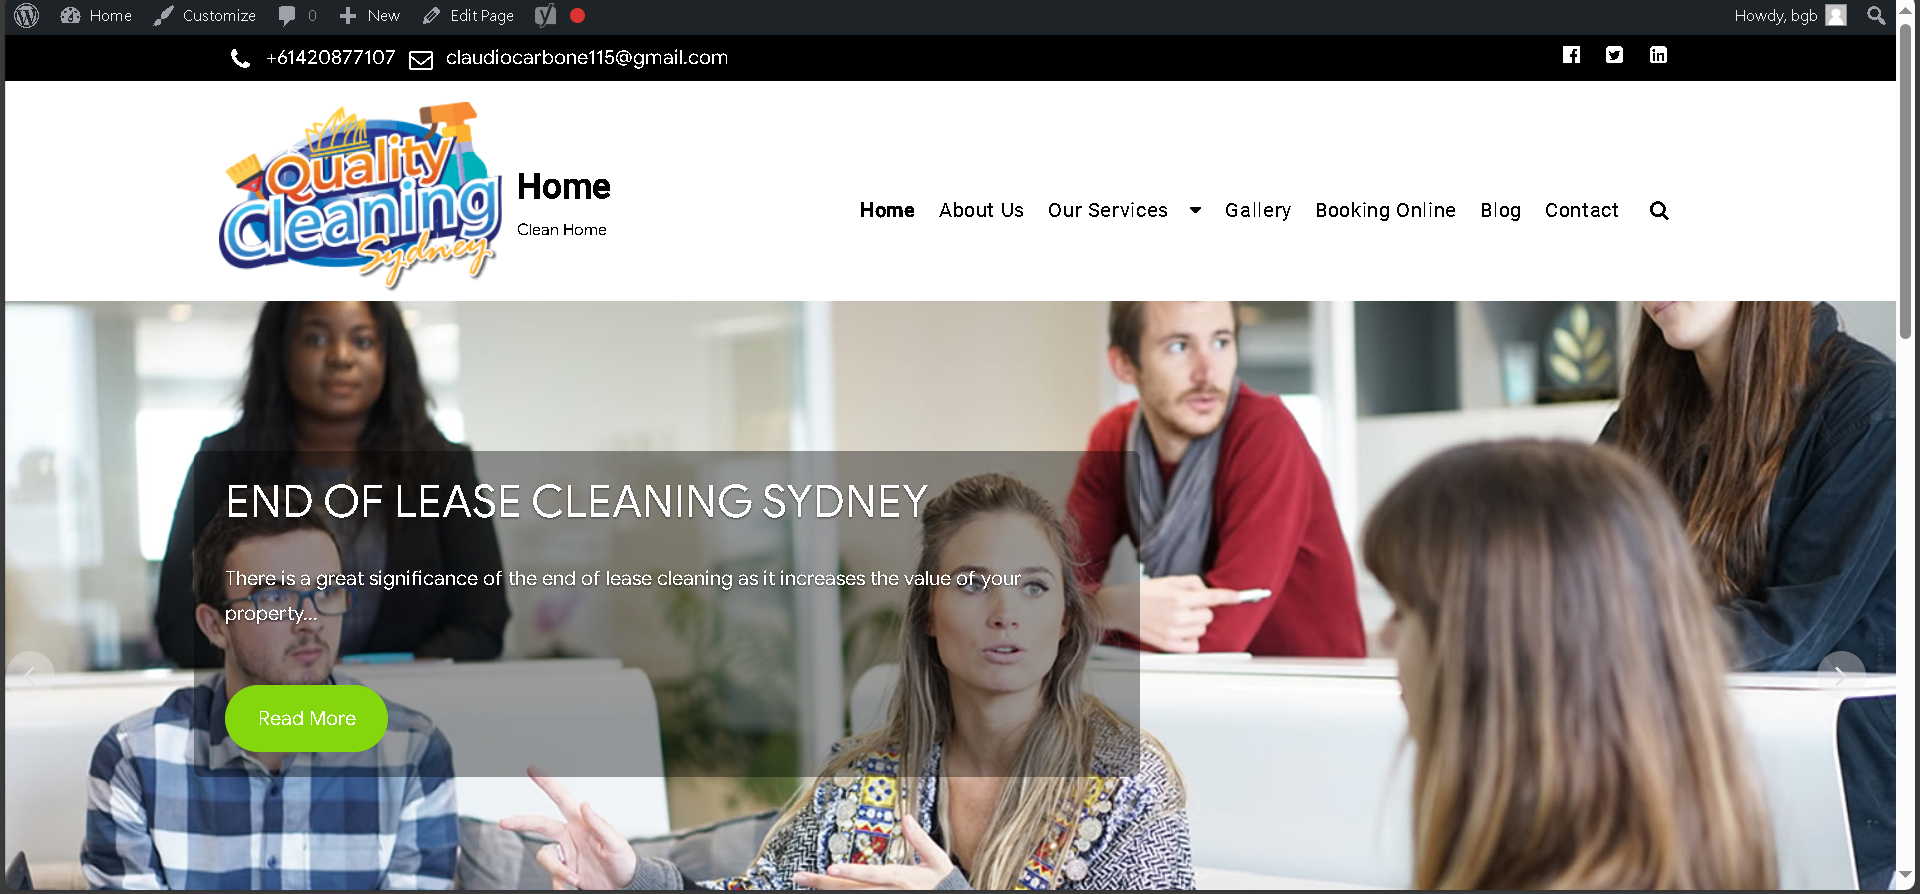 Home Customize 0 New Edit Page Howdy, bgb
+61420877107 claudiocarbone115@gmail.com
Quality
Cleaning
Sydney
Home
Clean Home
Home About Us Our Services Gallery Booking Online Blog Contact
END OF LEASE CLEANING SYDNEY
There is a great significance of the end of lease cleaning as it increases the value of your
property...
Read More